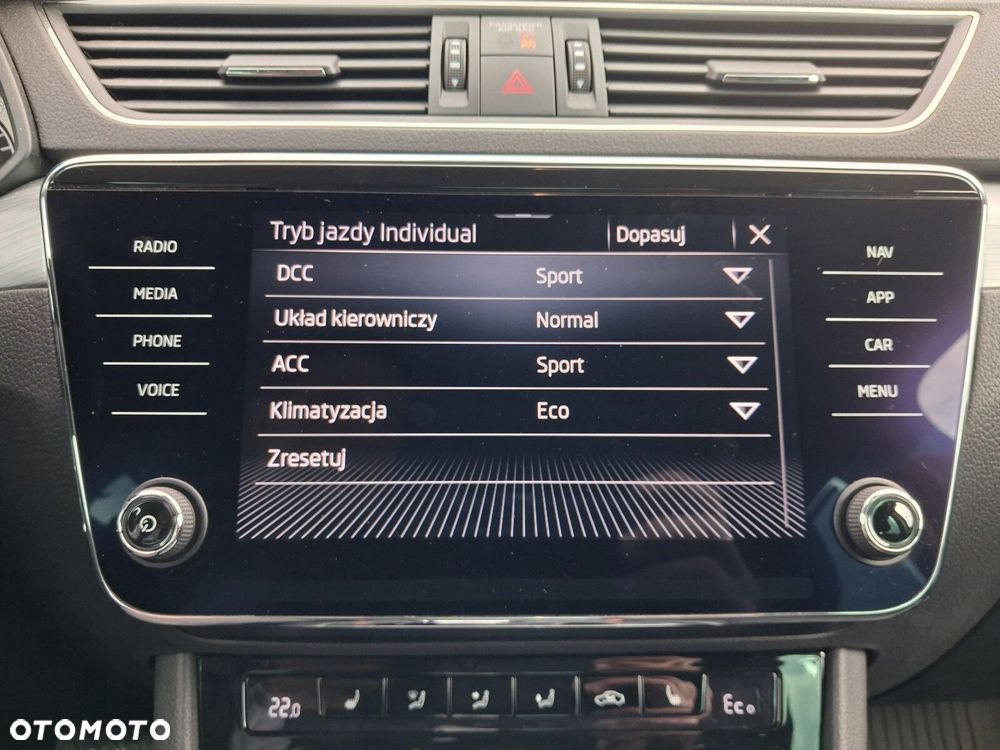 PASSENGER
AIR BAG
Tryb jazdy Individual
Dopasuj
RADIO
MEDIA
PHONE
VOICE
DCC Sport
Układ kierowniczy Normal
ACC Sport
Klimatyzacja Eco
Zresetuj
NAV
APP
CAR
MENU
22.0
Eco
OTOMOTO